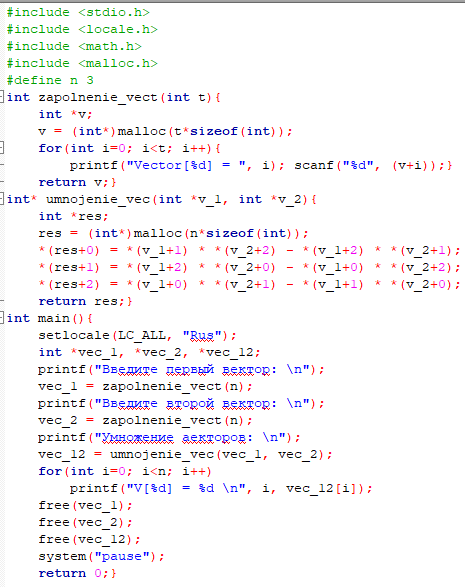 #include <stdio.h>
#include <locale.h>
#include <math.h>
#include <malloc.h>
#define n 3
int zapolnenie_vect(int t){
    int *v;
    v = (int*)malloc(t*sizeof(int));
    for(int i=0; i<t; i++){
        printf("Vector[%d] = ", i); scanf("%d", (v+i));}
    return v;}
int* umnojenie_vec(int *v_1, int *v_2){
    int *res;
    res = (int*)malloc(n*sizeof(int));
    *(res+0) = *(v_1+1) * *(v_2+2) - *(v_1+2) * *(v_2+1);
    *(res+1) = *(v_1+2) * *(v_2+0) - *(v_1+0) * *(v_2+2);
    *(res+2) = *(v_1+0) * *(v_2+1) - *(v_1+1) * *(v_2+0);
    return res;}
int main(){
    setlocale(LC_ALL, "Rus");
    int *vec_1, *vec_2, *vec_12;
    printf("Введите первый вектор: \n");
    vec_1 = zapolnenie_vect(n);
    printf("Введите второй вектор: \n");
    vec_2 = zapolnenie_vect(n);
    printf("Умножение аекторов: \n");
    vec_12 = umnojenie_vec(vec_1, vec_2);
    for(int i=0; i<n; i++)
        printf("V[%d] = %d \n", i, vec_12[i]);
    free(vec_1);
    free(vec_2);
    free(vec_12);
    system("pause");
    return 0;}